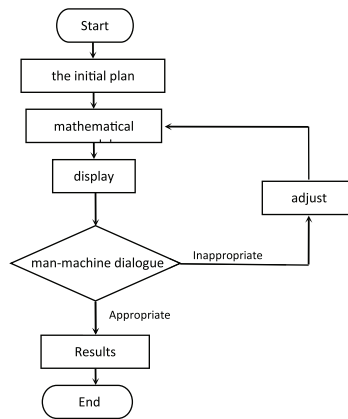 Start
the initial plan
mathematical
display
adjust
man-machine dialogue
Inappropriate
Appropriate
Results
End